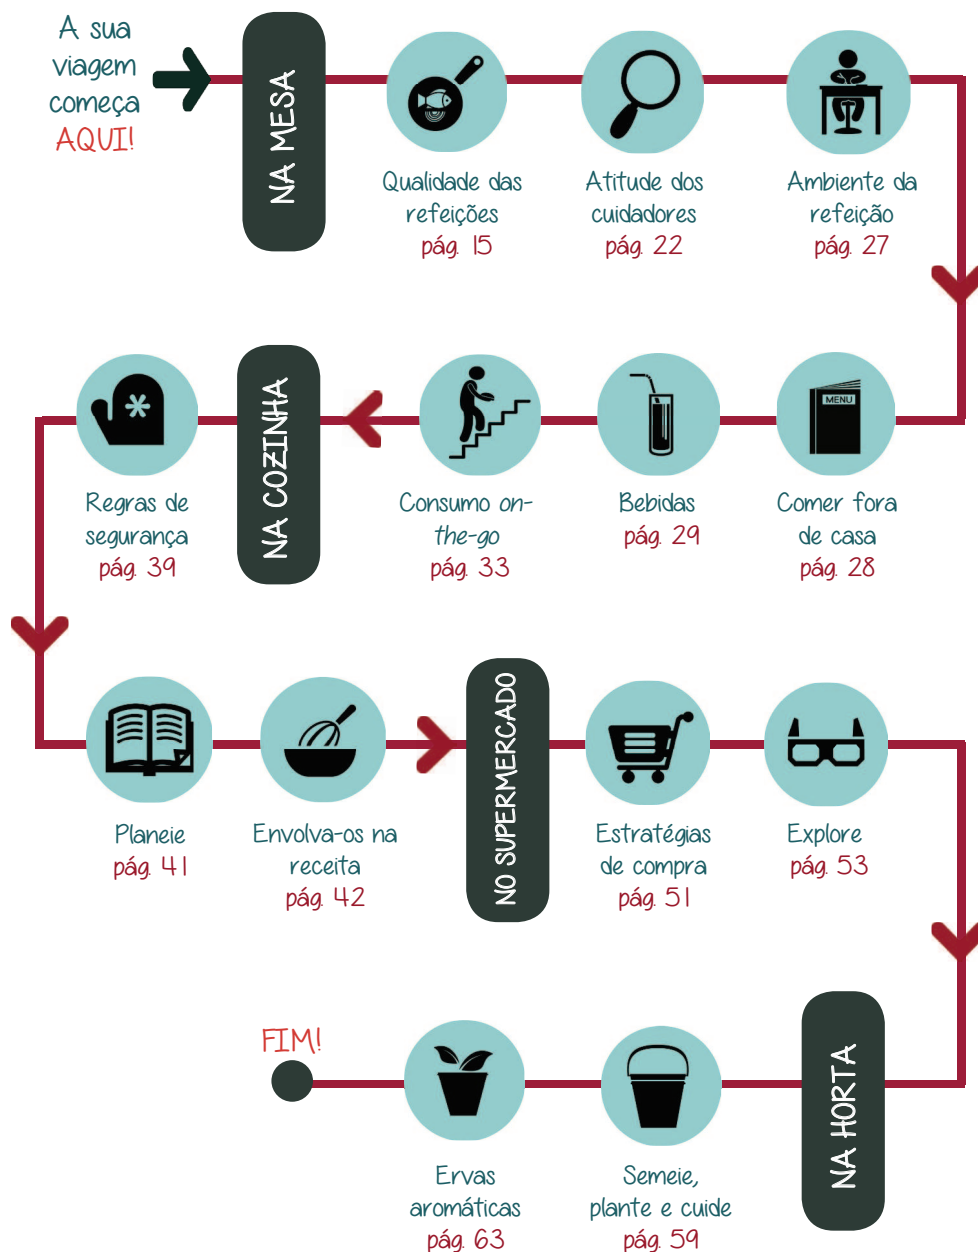 A sua
viagem
começa
AQUI!
NA MESA
Qualidade das
refeições
pág. 15
Atitude dos
cuidadores
pág. 22
Ambiente da
refeição
pág. 27
MENU
Comer fora
de casa
pág. 28
Bebidas
pág. 29
Consumo on-
the-go
pág. 33
NA COZINHA
Regras de
segurança
pág. 39
Planeie
pág. 41
Envolva-os na
receita
pág. 42
NO SUPERMERCADO
Estratégias
de compra
pág. 51
Explore
pág. 53
NA HORTA
Semeie,
plante e cuide
pág. 59
Ervas
aromáticas
pág. 63
FIM!